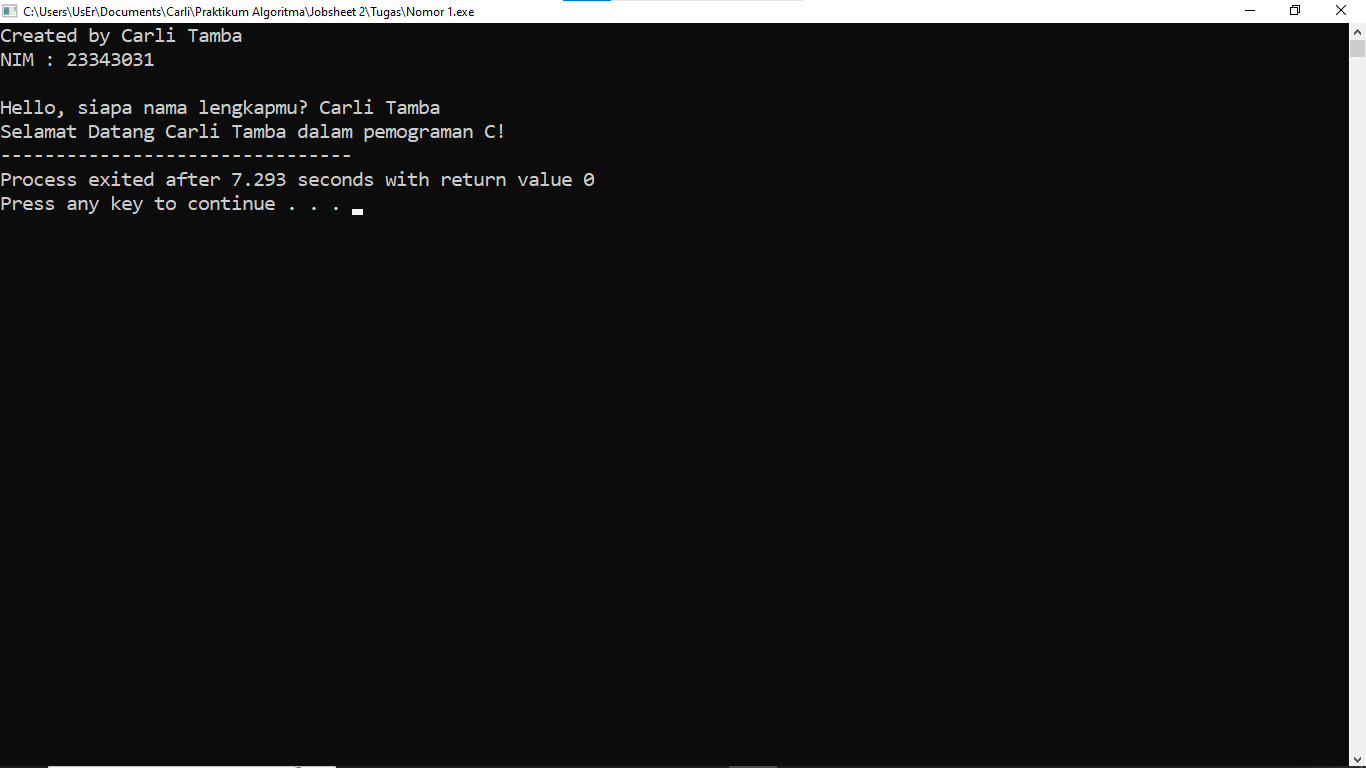 C:\Users\UsEr\Documents\Carli\Praktikum Algoritma\Jobsheet 2\Tugas\Nomor 1.exe
Created by Carli Tamba
NIM : 23343031
Hello, siapa nama lengkapmu? Carli Tamba
Selamat Datang Carli Tamba dalam pemograman C!
--------------------------------
Process exited after 7.293 seconds with return value 0
Press any key to continue . . .